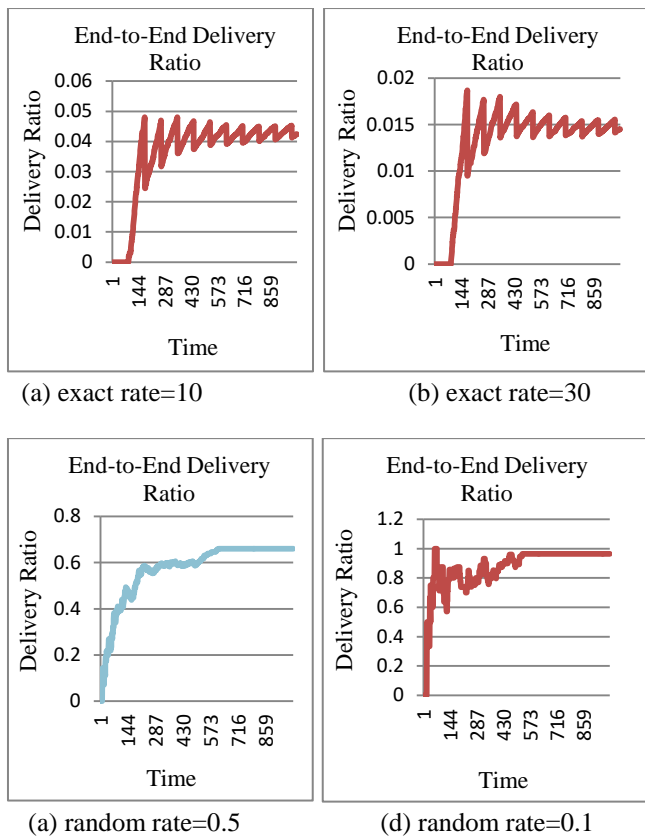 End-to-End Delivery
Ratio
0.06
0.05
0.04
0.03
0.02
0.01
0
Delivery Ratio
1
144
287
430
573
716
859
Time
(a) exact rate=10
End-to-End Delivery
Ratio
0.02
0.015
0.01
0.005
0
Delivery Ratio
1
144
287
430
573
716
859
Time
(b) exact rate=30
End-to-End Delivery
Ratio
0.8
0.6
0.4
0.2
0
Delivery Ratio
1
144
287
430
573
716
859
Time
(a) random rate=0.5
End-to-End Delivery
Ratio
1.2
1
0.8
0.6
0.4
0.2
0
Delivery Ratio
1
144
287
430
573
716
859
Time
(d) random rate=0.1